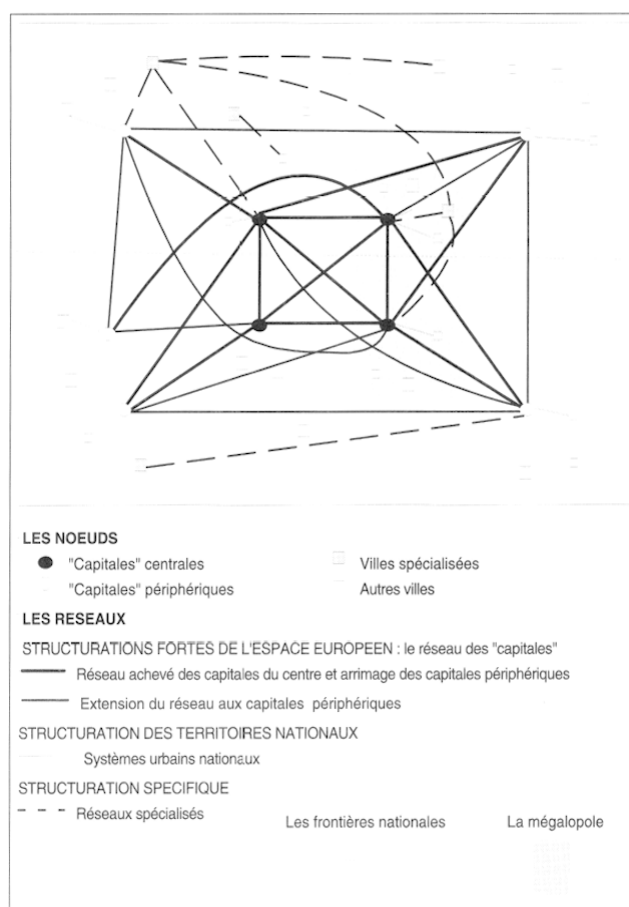 LES NOEUDS
"Capitales" centrales
Villes spécialisées
"Capitales" périphériques
Autres villes
LES RESEAUX
STRUCTURATIONS FORTES DE L'ESPACE EUROPEEN : le réseau des "capitales"
Réseau achevé des capitales du centre et arrimage des capitales périphériques
Extension du réseau aux capitales périphériques
STRUCTURATION DES TERRITOIRES NATIONAUX
Systèmes urbains nationaux
STRUCTURATION SPECIFIQUE
Réseaux spécialisés
Les frontières nationales
La mégalopole